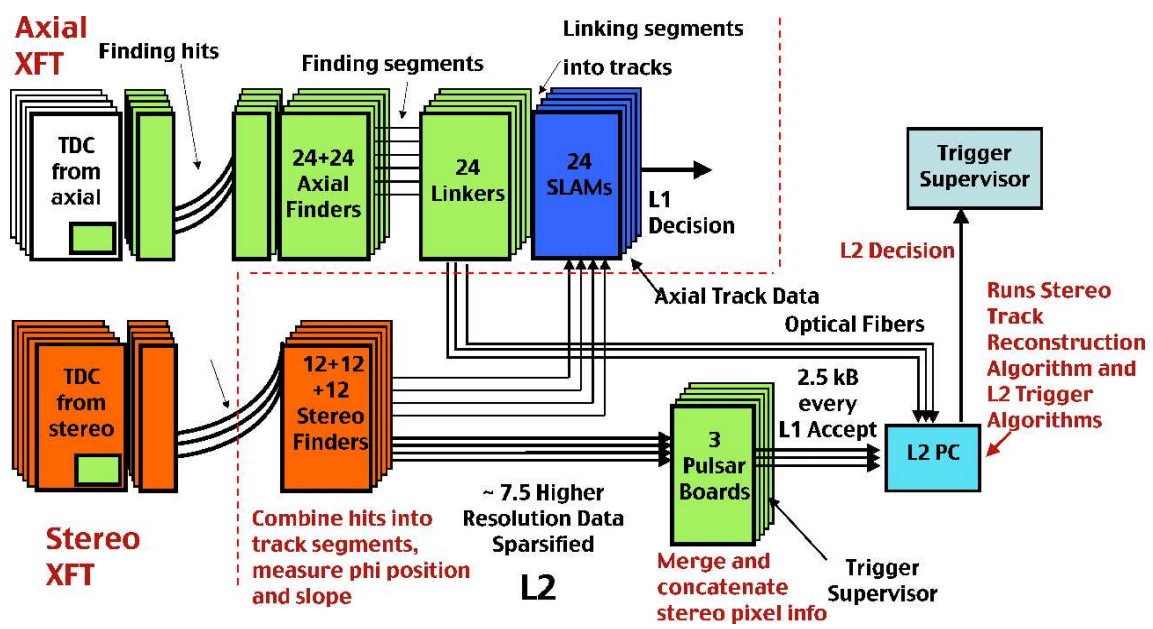 Axial
XFT
Finding hits
Finding segments
Linking segments
into tracks
TDC
from
axial
24+24
Axial
Finders
24
Linkers
24
SLAMs
L1
Decision
Trigger
Supervisor
L2 Decision
Axial Track Data
Optical Fibers
Runs Stereo
Track
Reconstruction
Algorithm and
L2 Trigger
Algorithms
TDC
from
stereo
12+12
+12
Stereo
Finders
2.5 kB
every
L1 Accept
3
Pulsar
Boards
L2 PC
Stereo
XFT
Combine hits into
track segments,
measure phi position
and slope
~ 7.5 Higher
Resolution Data
Sparsified
L2
Merge and
concatenate
stereo pixel info
Trigger
Supervisor